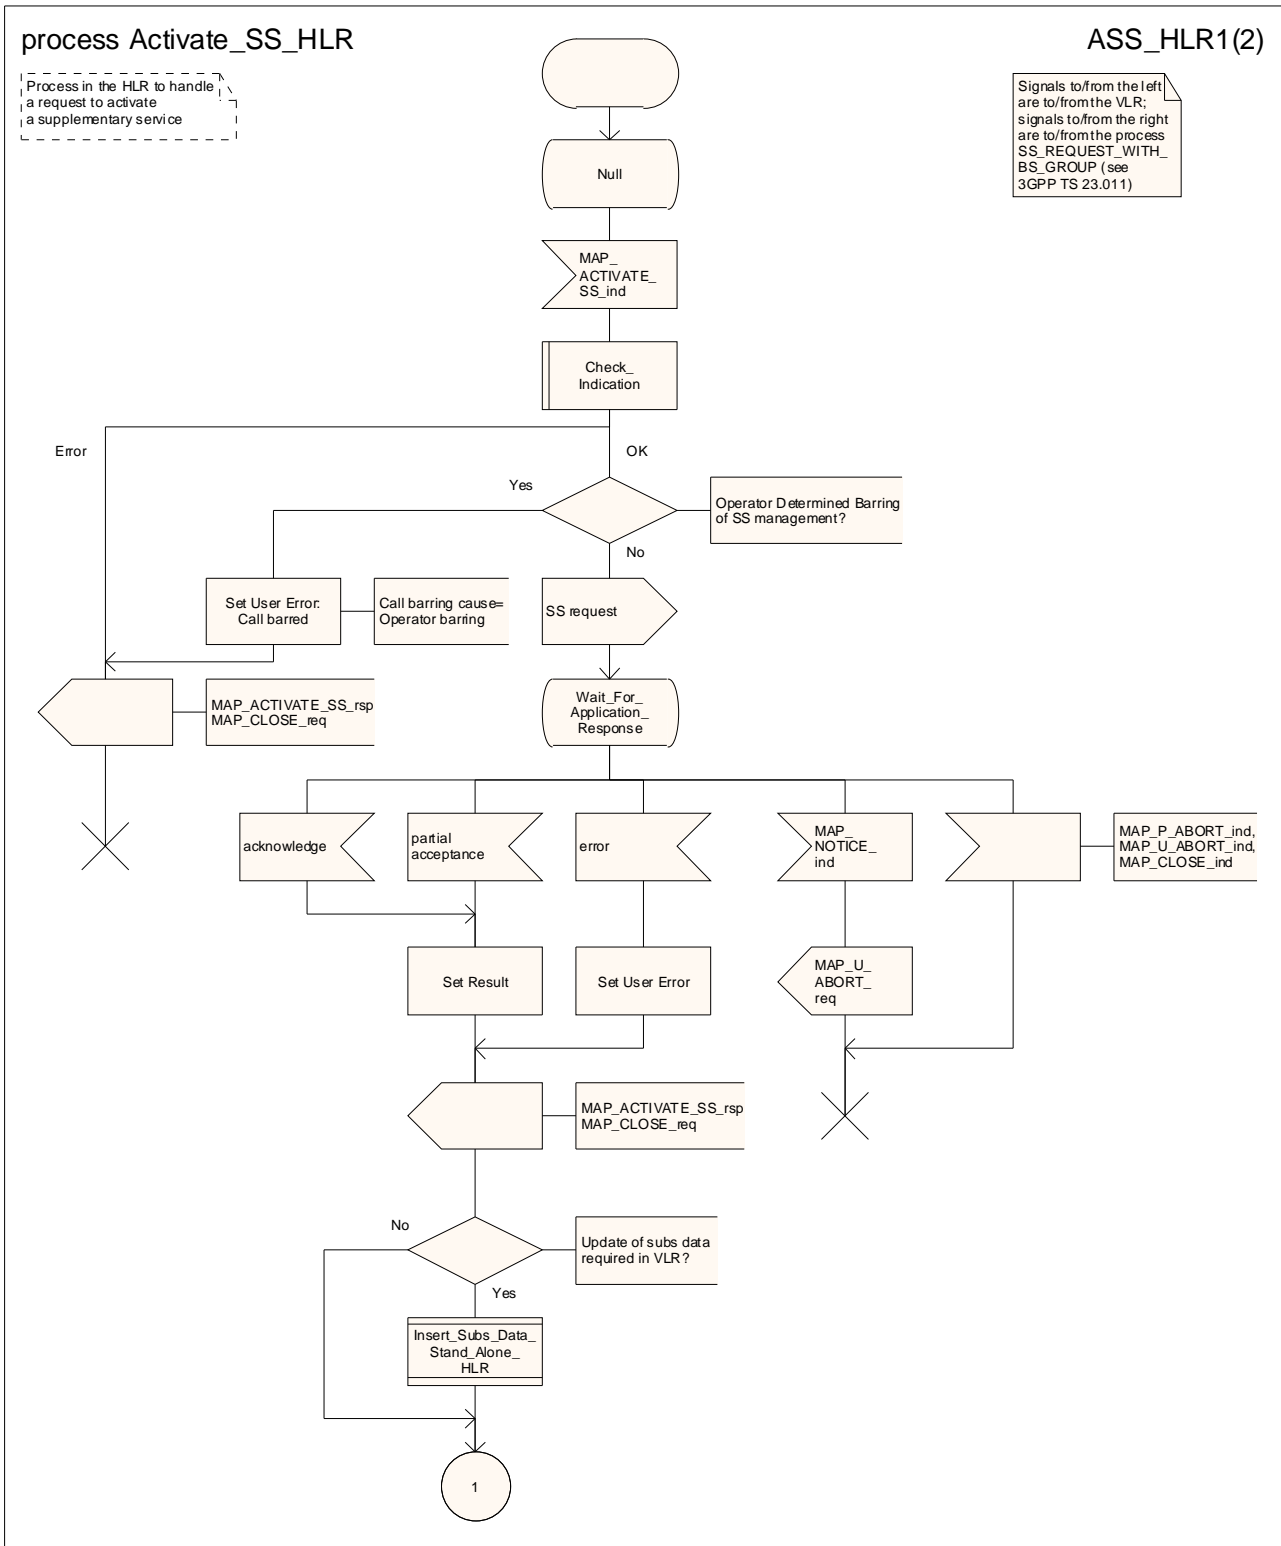 process Activate_SS_HLR
ASS_HLR1(2)
Process in the HLR to handle
a request to activate
a supplementary service
Signals to/from the left
are to/from the VLR;
signals to/from the right
are to/from the process
SS_REQUEST_WITH_
BS_GROUP (see
3GPP TS 23.011)
Null
MAP_
ACTIVATE_
SS_ind
Check_
Indication
Error
OK
Yes
Operator Determined Barring
of SS management?
No
Set User Error:
Call barred
Call barring cause=
Operator barring
SS request
MAP_ACTIVATE_SS_rsp
MAP_CLOSE_req
Wait_For_
Application_
Response
acknowledge
partial
acceptance
error
MAP_
NOTICE_
ind
MAP_P_ABORT_ind,
MAP_U_ABORT_ind,
MAP_CLOSE_ind
Set Result
Set User Error
MAP_U_
ABORT_
req
MAP_ACTIVATE_SS_rsp
MAP_CLOSE_req
No
Update of subs data
required in VLR?
Yes
Insert_Subs_Data_
Stand_Alone_
HLR
1